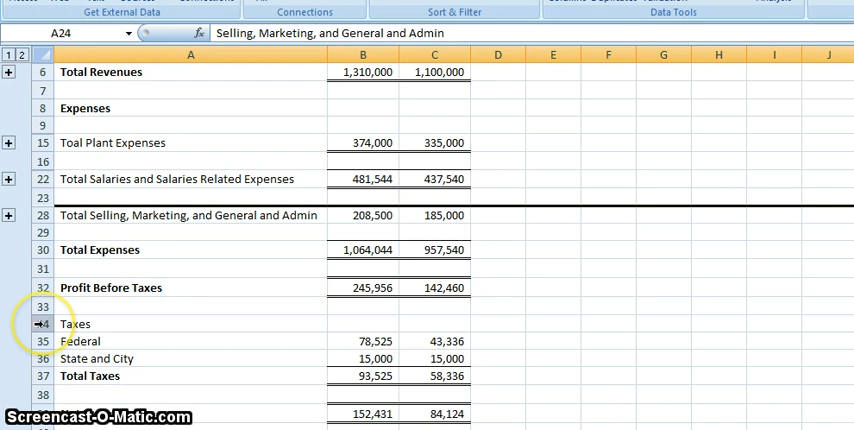 Get External Data Connections Sort & Filter Data Tools
A24 fx Selling, Marketing, and General and Admin
1 2 A B C D E F G H I J
6 Total Revenues 1,310,000 1,100,000
7
8 Expenses
9
15 Toal Plant Expenses 374,000 335,000
16
22 Total Salaries and Salaries Related Expenses 481,544 437,540
23
28 Total Selling, Marketing, and General and Admin 208,500 185,000
29
30 Total Expenses 1,064,044 957,540
31
32 Profit Before Taxes 245,956 142,460
33
Taxes
35 Federal 78,525 43,336
36 State and City 15,000 15,000
37 Total Taxes 93,525 58,336
38
152,431 84,124
Screencast-O-Matic.com